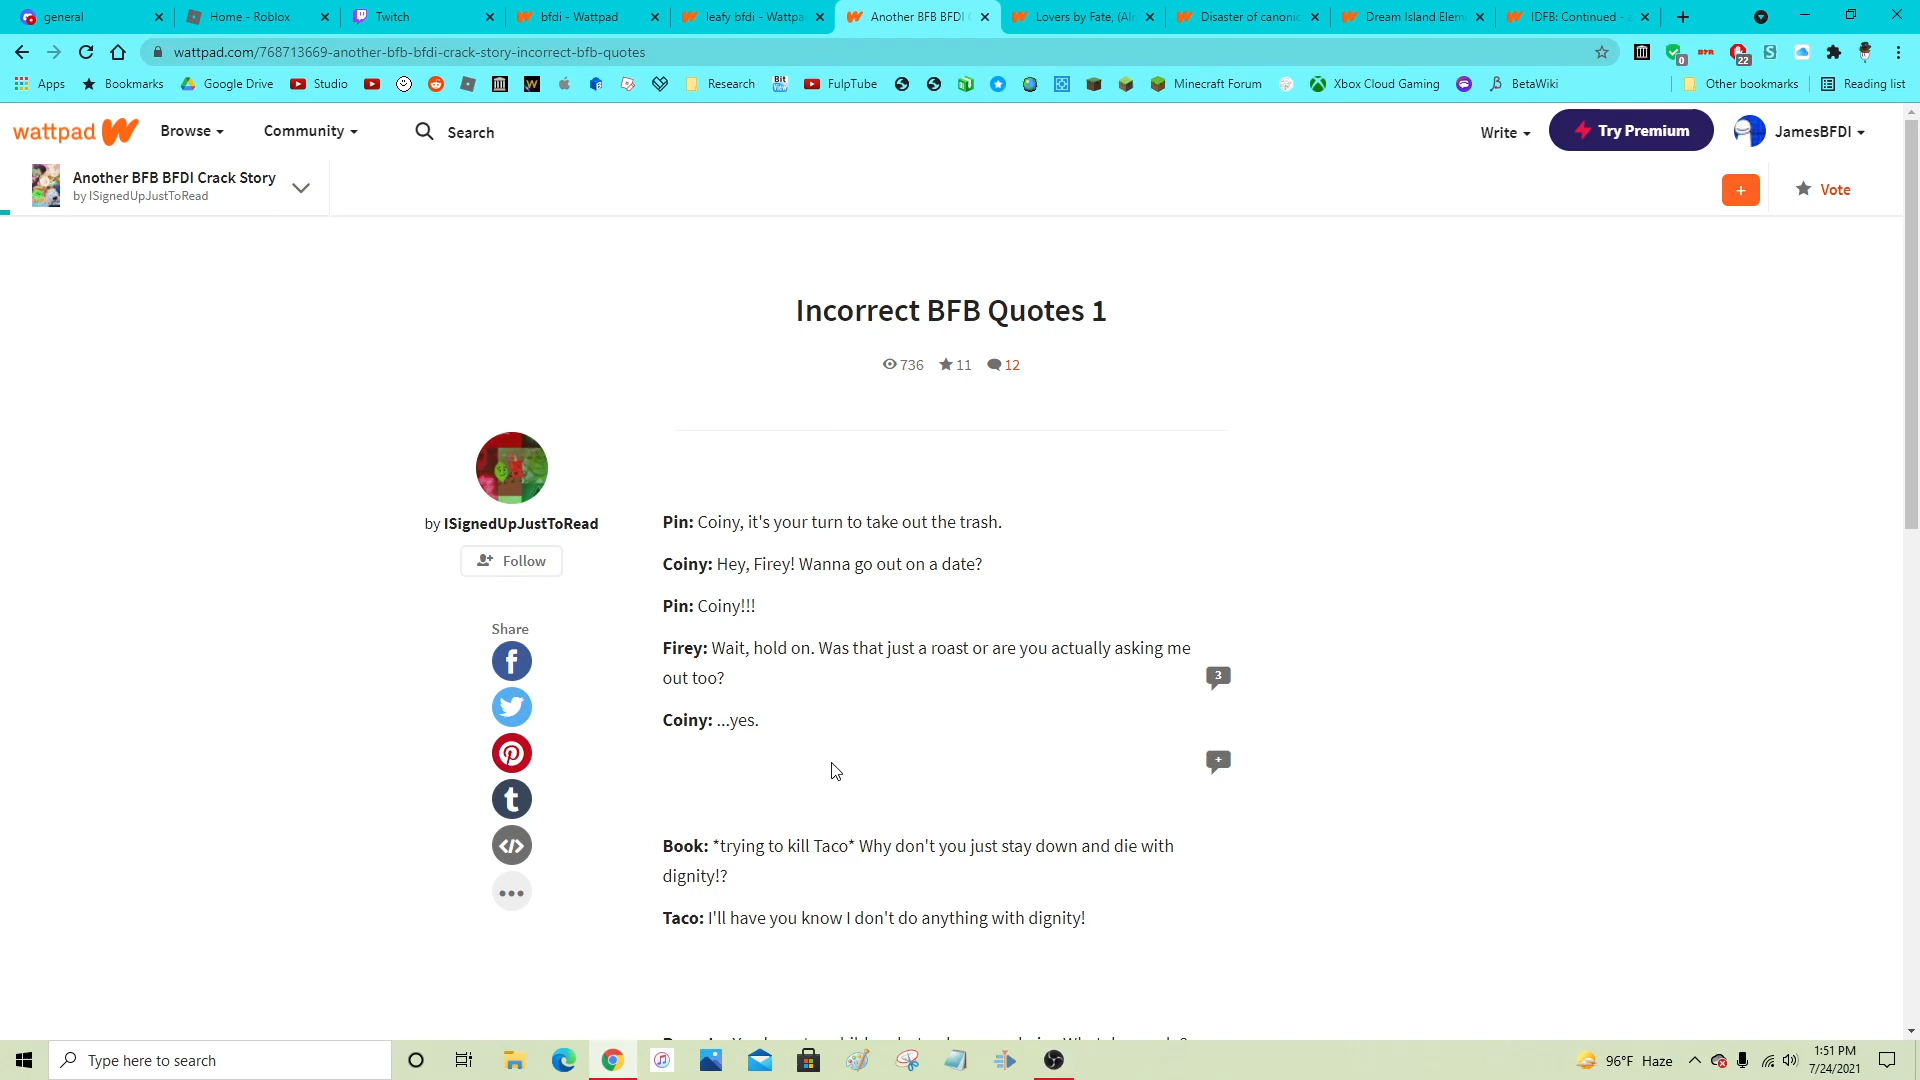 general
Home - Roblox
Twitch
bfdi - Wattpad
leafy bfdi - Wattpa
Another BFB BFDI C
Lovers by Fate, (Al
Disaster of canonic
Dream Island Elem
IDFB: Continued -
wattpad.com/768713669-another-bfb-bfdi-crack-story-incorrect-bfb-quotes
0
BTR
22
Apps
Bookmarks
Google Drive
Studio
Research
FulpTube
Minecraft Forum
Xbox Cloud Gaming
BetaWiki
Other bookmarks
Reading list
wattpad
Browse
Community
Search
Write
Try Premium
JamesBFDI
Another BFB BFDI Crack Story
by ISignedUpJustToRead
+
Vote
Incorrect BFB Quotes 1
736
11
12
by ISignedUpJustToRead
Follow
Share
Pin: Coiny, it's your turn to take out the trash.
Coiny: Hey, Firey! Wanna go out on a date?
Pin: Coiny!!!
Firey: Wait, hold on. Was that just a roast or are you actually asking me
out too?
3
Coiny: ...yes.
+
Book: *trying to kill Taco* Why don't you just stay down and die with
dignity!?
Taco: I'll have you know I don't do anything with dignity!
Type here to search
96°F Haze
1:51 PM
7/24/2021